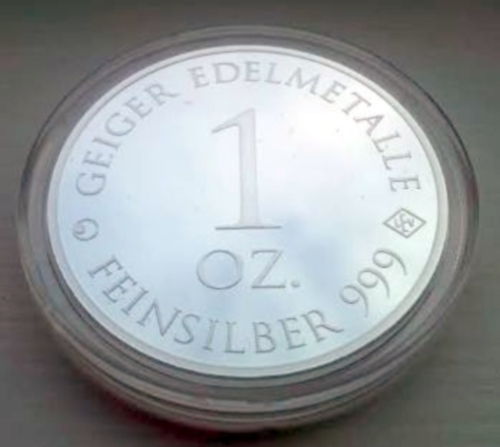 GEIGER EDELMETALLE
1
OZ.
FEINSILBER 999